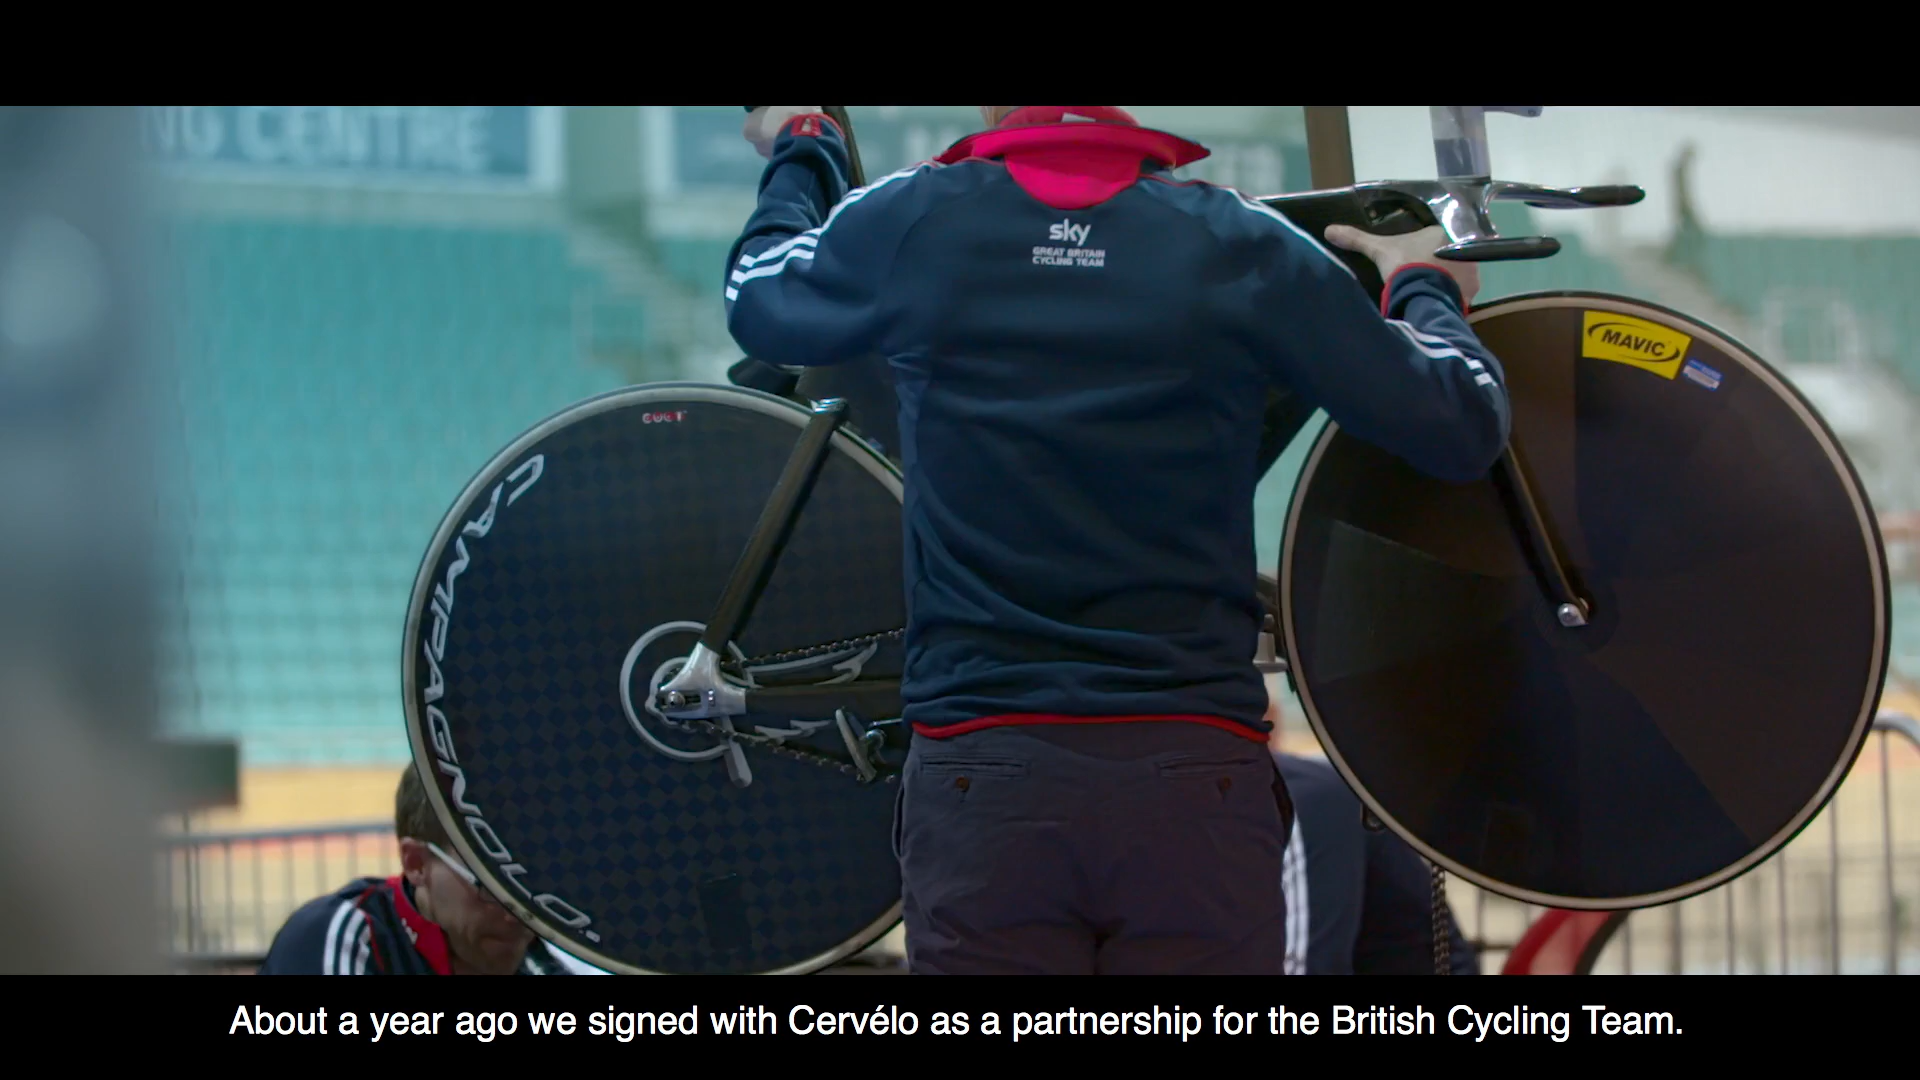 NG CENTRE
sky
GREAT BRITAIN
CYCLING TEAM
MAVIC
CAMPAGNOLO
About a year ago we signed with Cervélo as a partnership for the British Cycling Team.